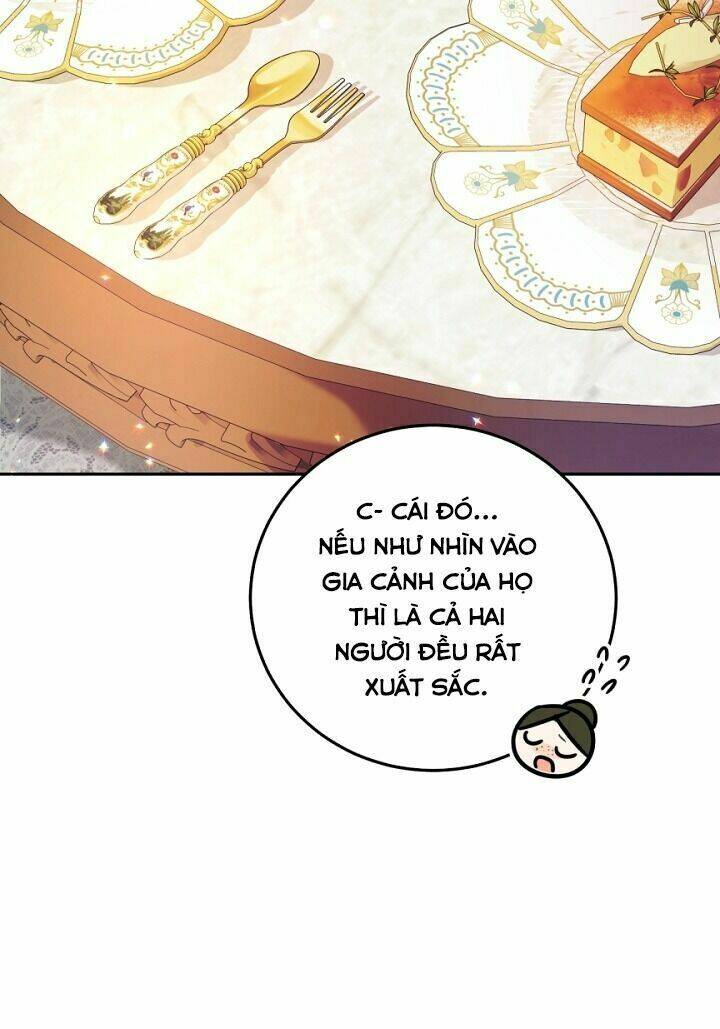 C- CÁI ĐÓ...
NẾU NHƯ NHÌN VÀO
GIA CẢNH CỦA HỌ
THÌ LÀ CẢ HAI
NGƯỜI ĐỀU RẤT
XUẤT SẮC.